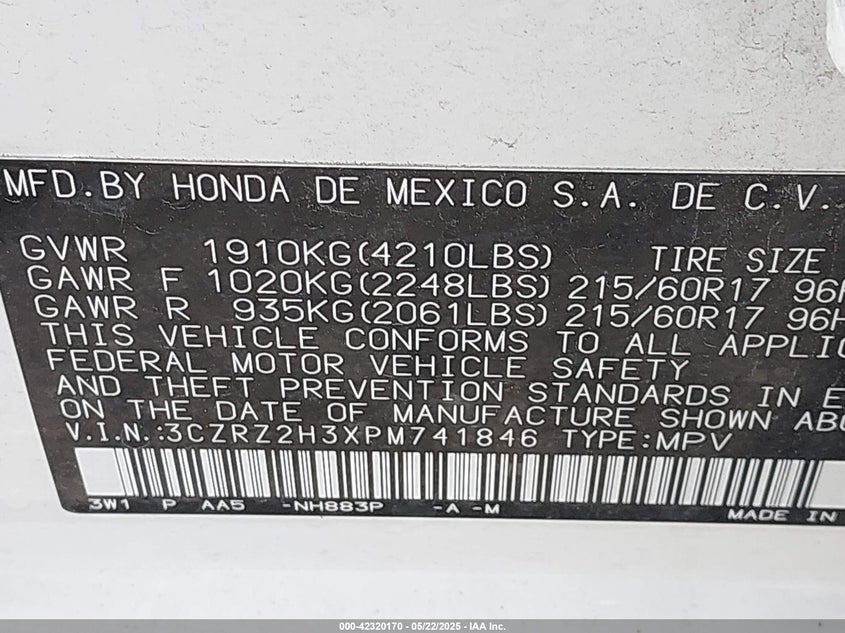 MFD.BY HONDA DE MEXICO S.A. DE C.V.
GVWR 1910KG(4210LBS) TIRE SIZE
GAWR F 1020KG(2248LBS) 215/60R17 96H
GAWR R 935KG(2061LBS) 215/60R17 96H
THIS VEHICLE CONFORMS TO ALL APPLIC
FEDERAL MOTOR VEHICLE SAFETY
AND THEFT PREVENTION STANDARDS IN E
ON THE DATE OF MANUFACTURE SHOWN ABO
V.I.N.:3CZRZ2H3XPM741846 TYPE:MPV
3W1 P AA5 -NH883P -A -M MADE IN
000-42320170 - 05/22/2025 - IAA Inc.